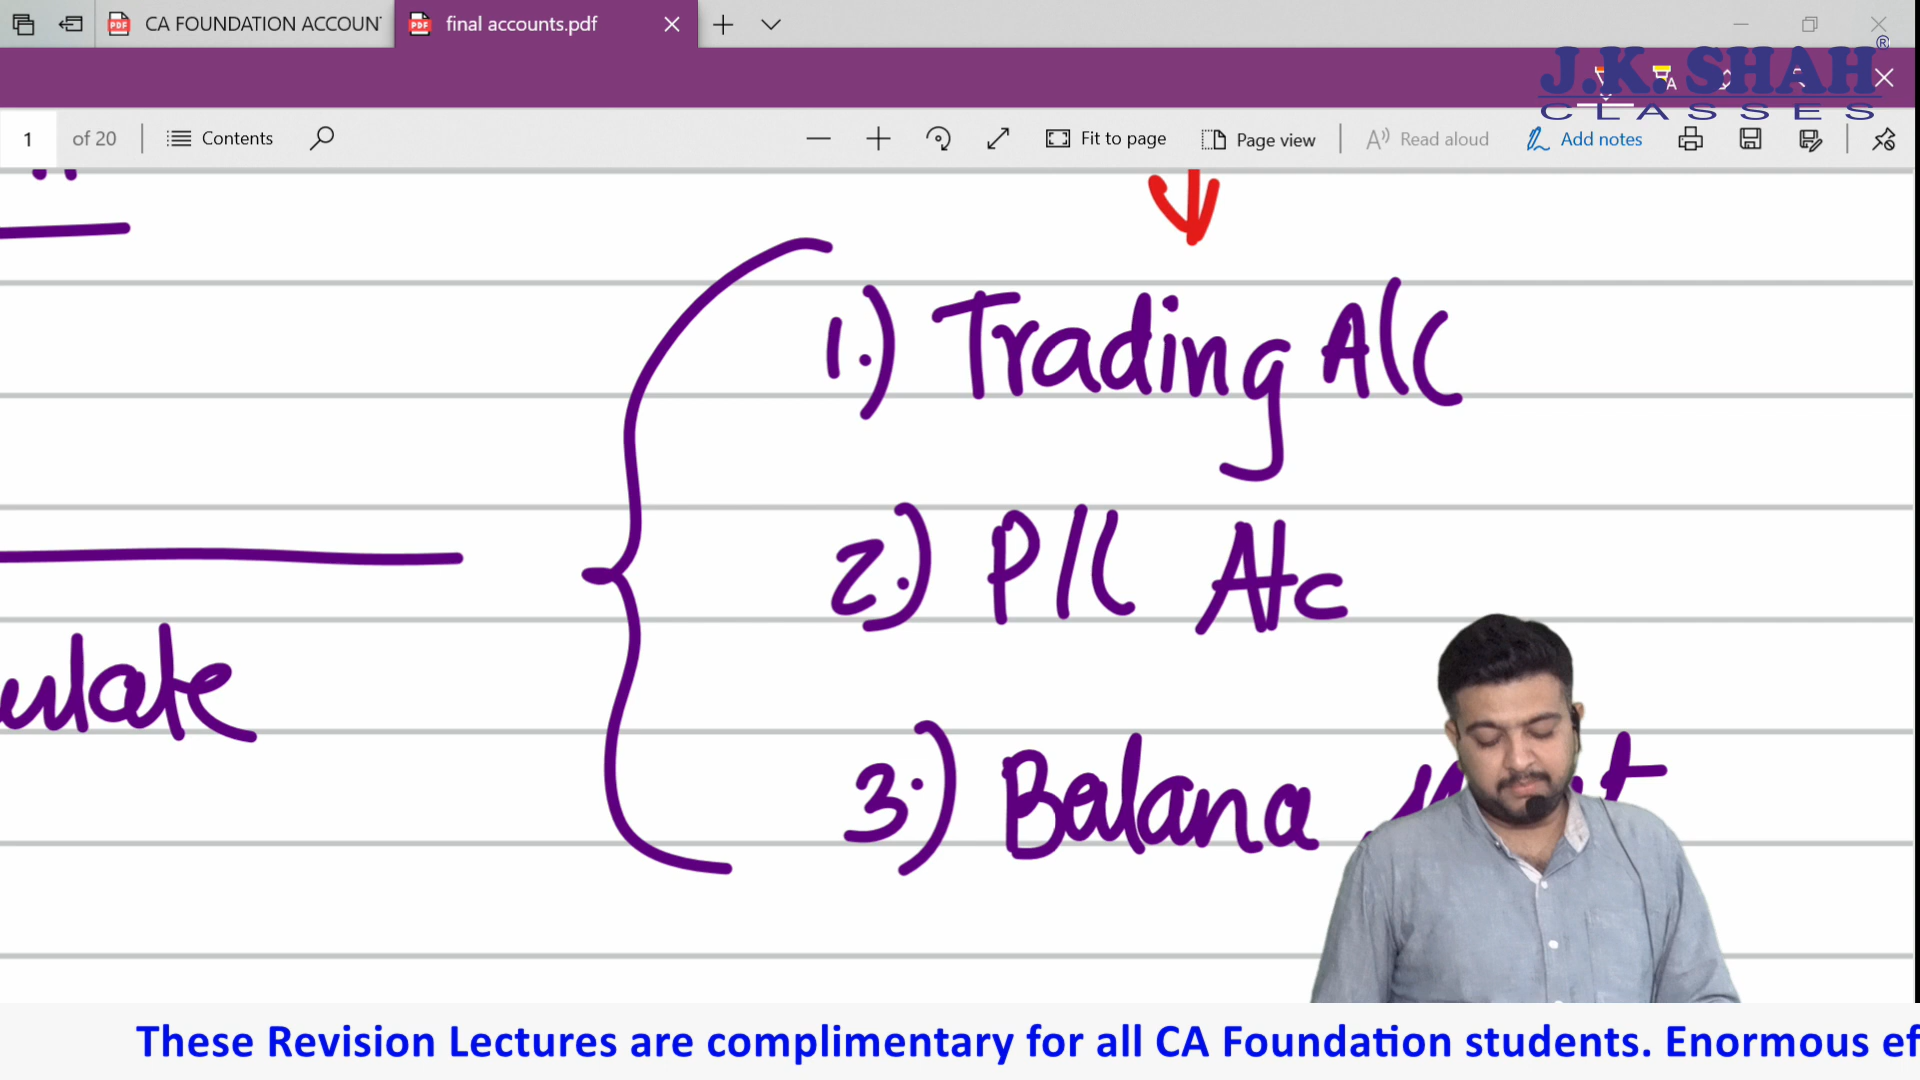 CA FOUNDATION ACCOUN
final accounts.pdf
J.K. SHAH®
CLASSES
1 of 20 Contents Fit to page Page view Read aloud Add notes
1.) Trading A/C
2.) P/L A/c
ulate
3.) Balance
These Revision Lectures are complimentary for all CA Foundation students. Enormous ef